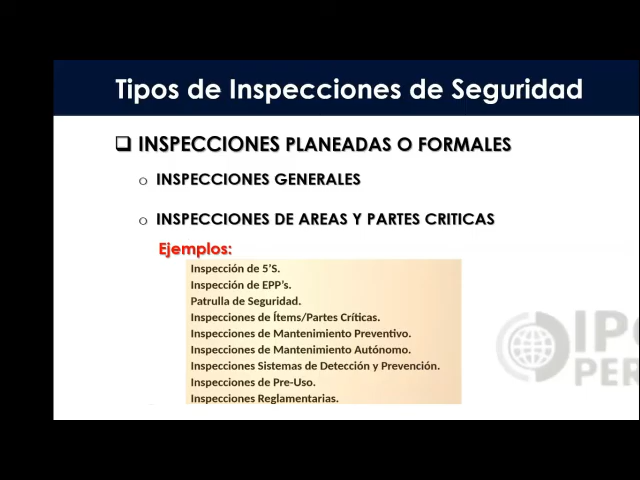 Tipos de Inspecciones de Seguridad
INSPECCIONES PLANEADAS O FORMALES
INSPECCIONES GENERALES
INSPECCIONES DE AREAS Y PARTES CRITICAS
Ejemplos:
Inspección de 5'S.
Inspección de EPP's.
Patrulla de Seguridad.
Inspecciones de Ítems/Partes Críticas.
Inspecciones de Mantenimiento Preventivo.
Inspecciones de Mantenimiento Autónomo.
Inspecciones Sistemas de Detección y Prevención.
Inspecciones de Pre-Uso.
Inspecciones Reglamentarias.